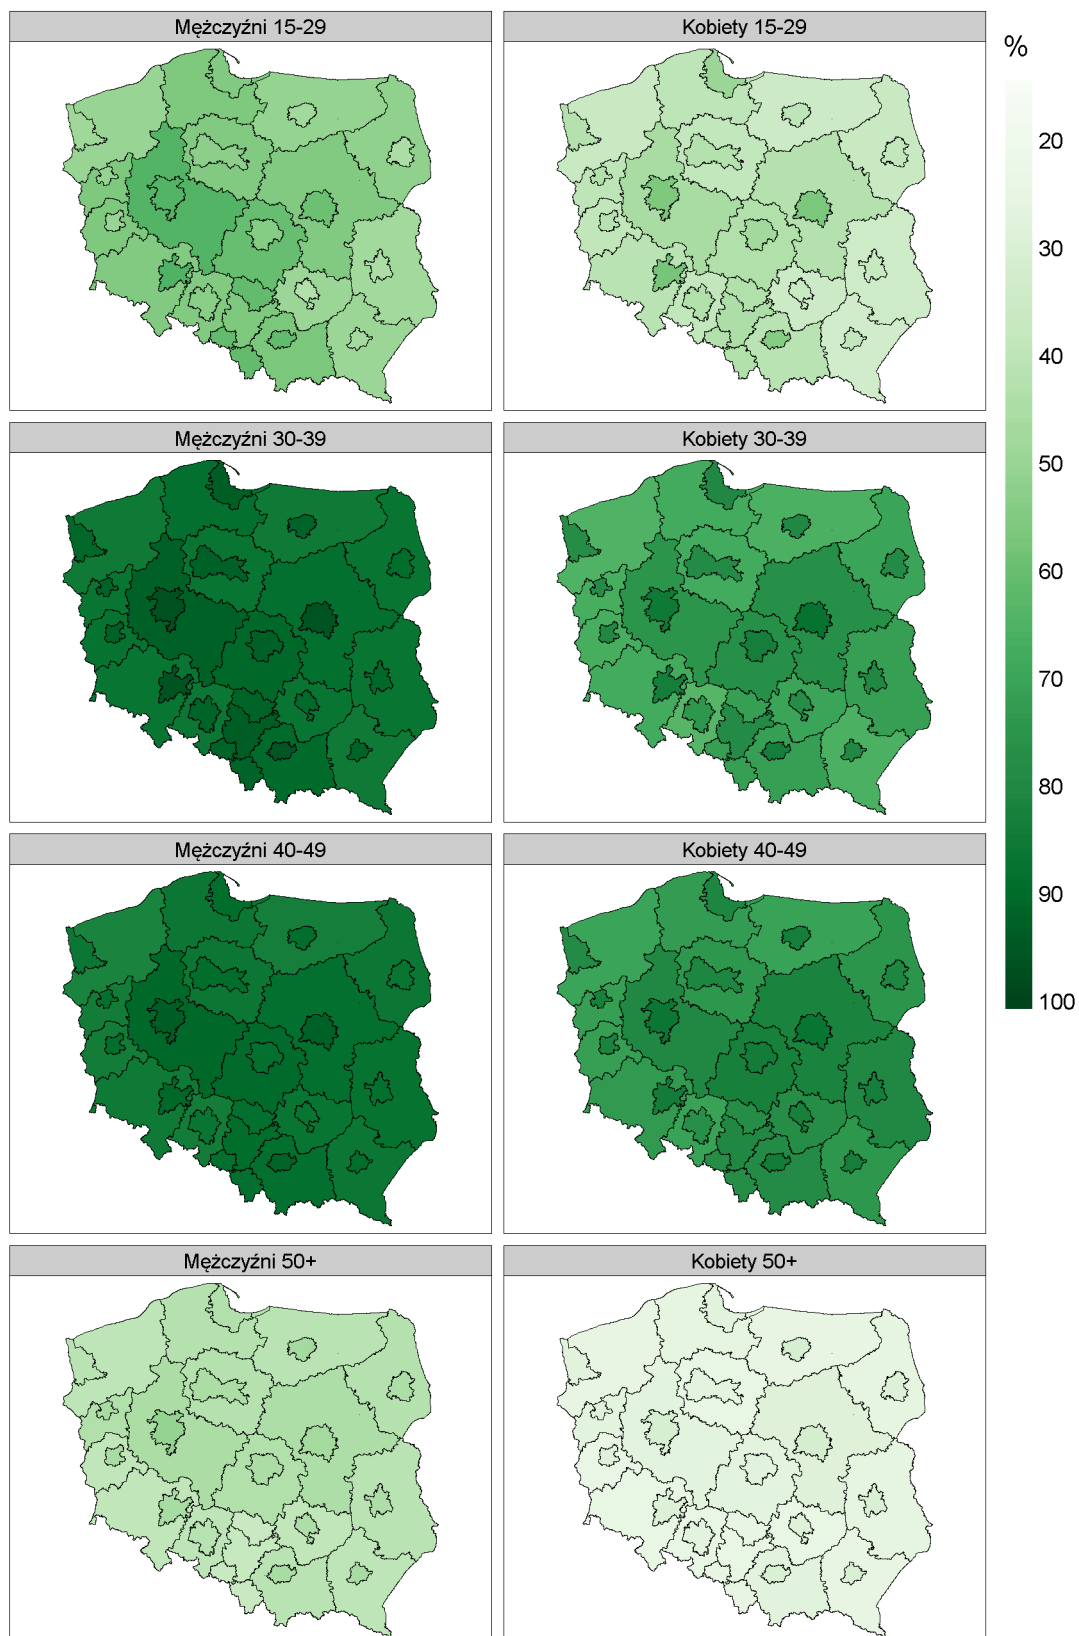 Mężczyźni 15-29
Kobiety 15-29
%
20
30
40
50
60
70
80
90
100
Mężczyźni 30-39
Kobiety 30-39
Mężczyźni 40-49
Kobiety 40-49
Mężczyźni 50+
Kobiety 50+